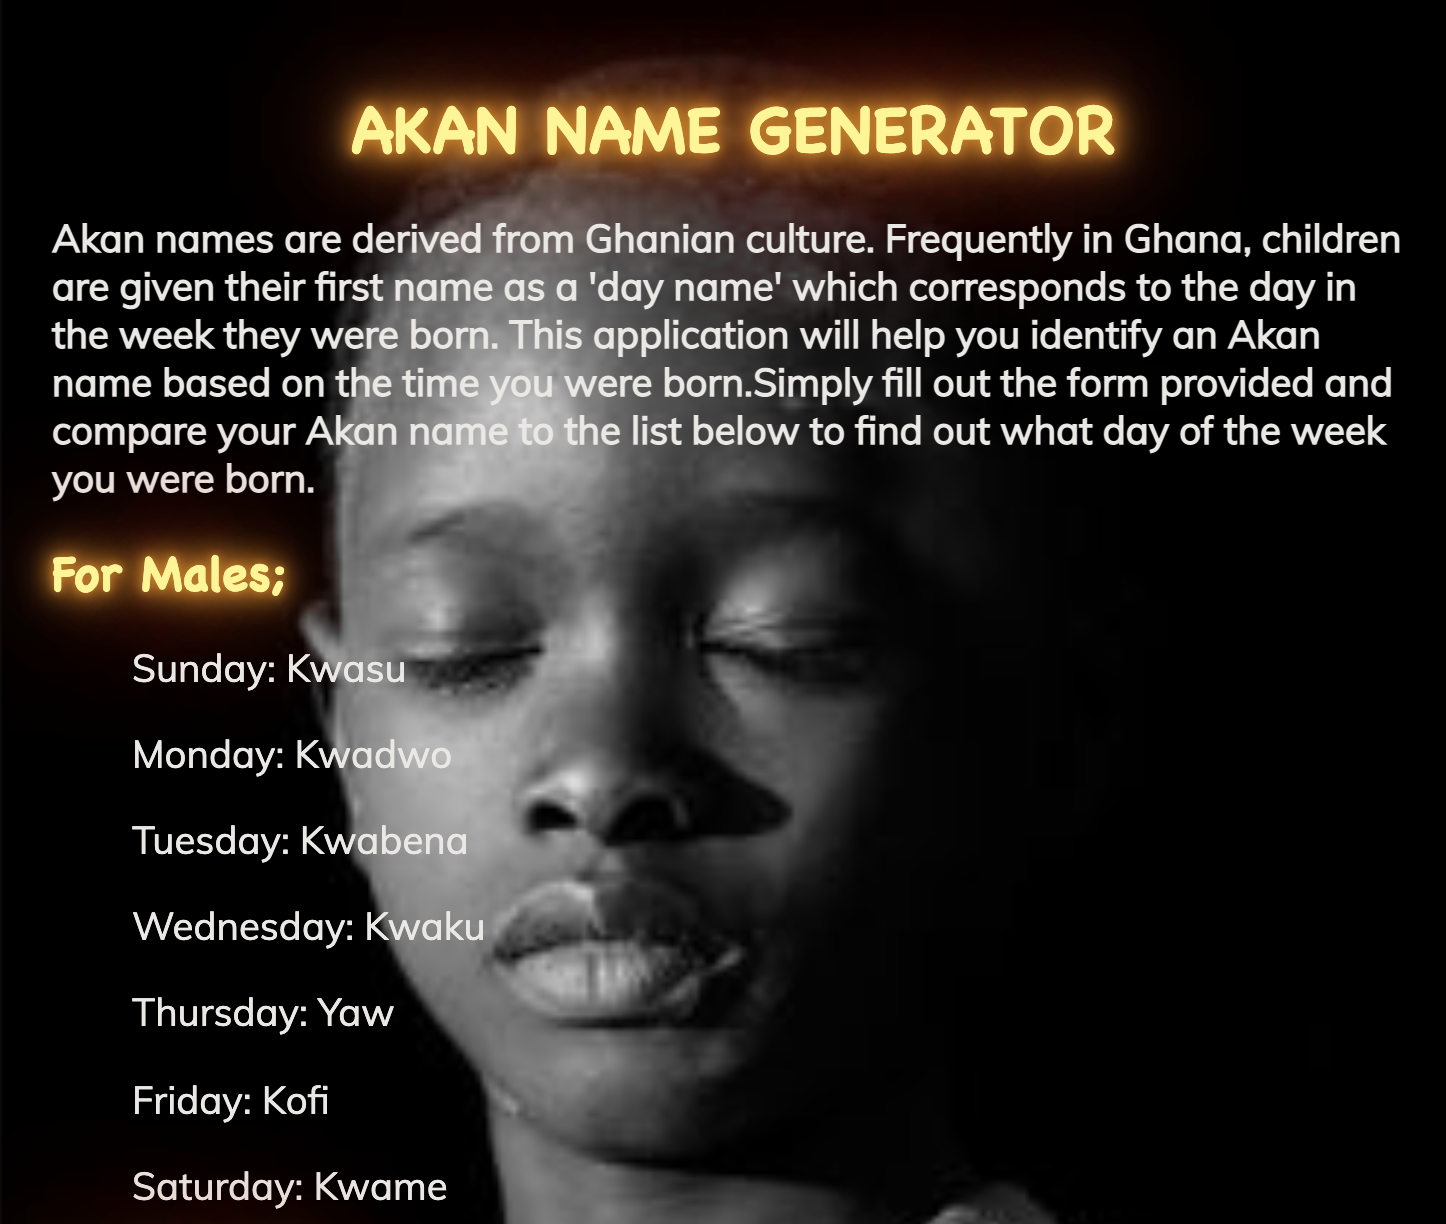 AKAN NAME GENERATOR
Akan names are derived from Ghanian culture. Frequently in Ghana, children
are given their first name as a 'day name' which corresponds to the day in
the week they were born. This application will help you identify an Akan
name based on the time you were born.Simply fill out the form provided and
compare your Akan name to the list below to find out what day of the week
you were born.
For Males;
Sunday: Kwasu
Monday: Kwadwo
Tuesday: Kwabena
Wednesday: Kwaku
Thursday: Yaw
Friday: Kofi
Saturday: Kwame